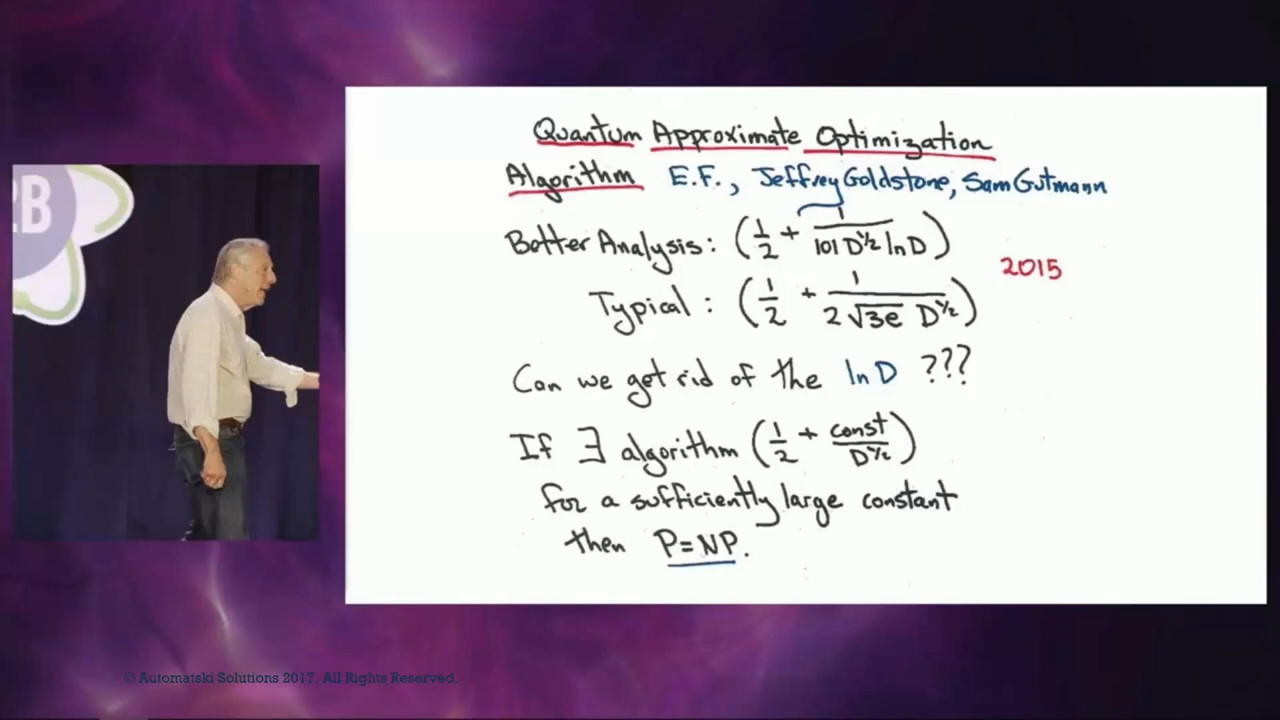 2B
Quantum Approximate Optimization
Algorithm E.F., Jeffrey Goldstone, Sam Gutmann
Better Analysis: (1/2 + 1/(101 D^1/2 ln D))
2015
Typical: (1/2 + 1/(2√3e D^1/2))
Can we get rid of the ln D ???
If ∃ algorithm (1/2 + const/D^1/2)
for a sufficiently large constant
then P=NP.
© Automatski Solutions 2017. All Rights Reserved.